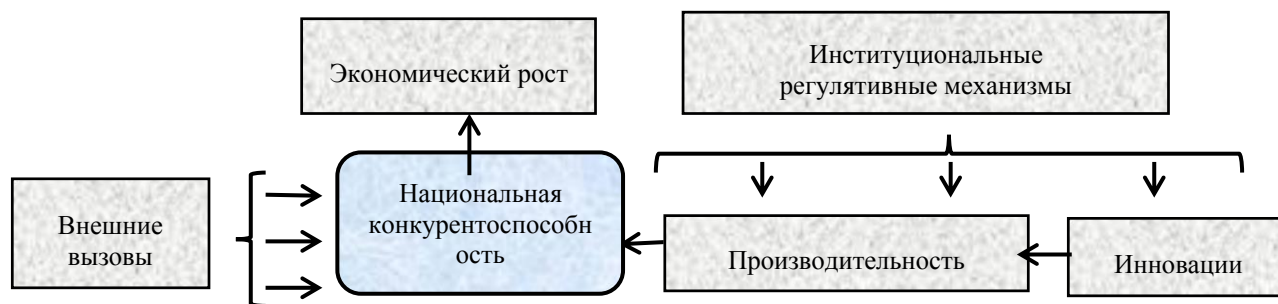 Экономический рост
Институциональные
регулятивные механизмы
Национальная
конкурентоспособн
ость
Внешние
вызовы
Производительность
Инновации